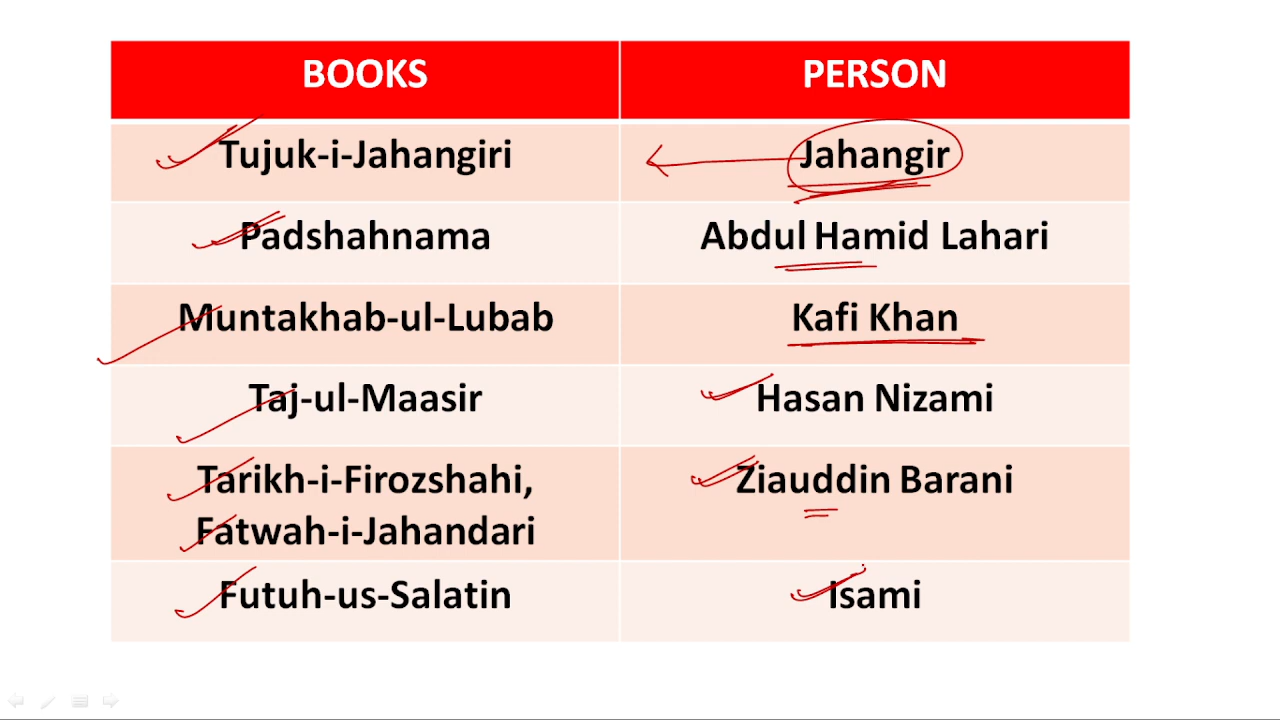 BOOKS PERSON
Tujuk-i-Jahangiri Jahangir
Padshahnama Abdul Hamid Lahari
Muntakhab-ul-Lubab Kafi Khan
Taj-ul-Maasir Hasan Nizami
Tarikh-i-Firozshahi, Ziauddin Barani
Fatwah-i-Jahandari
Futuh-us-Salatin Isami